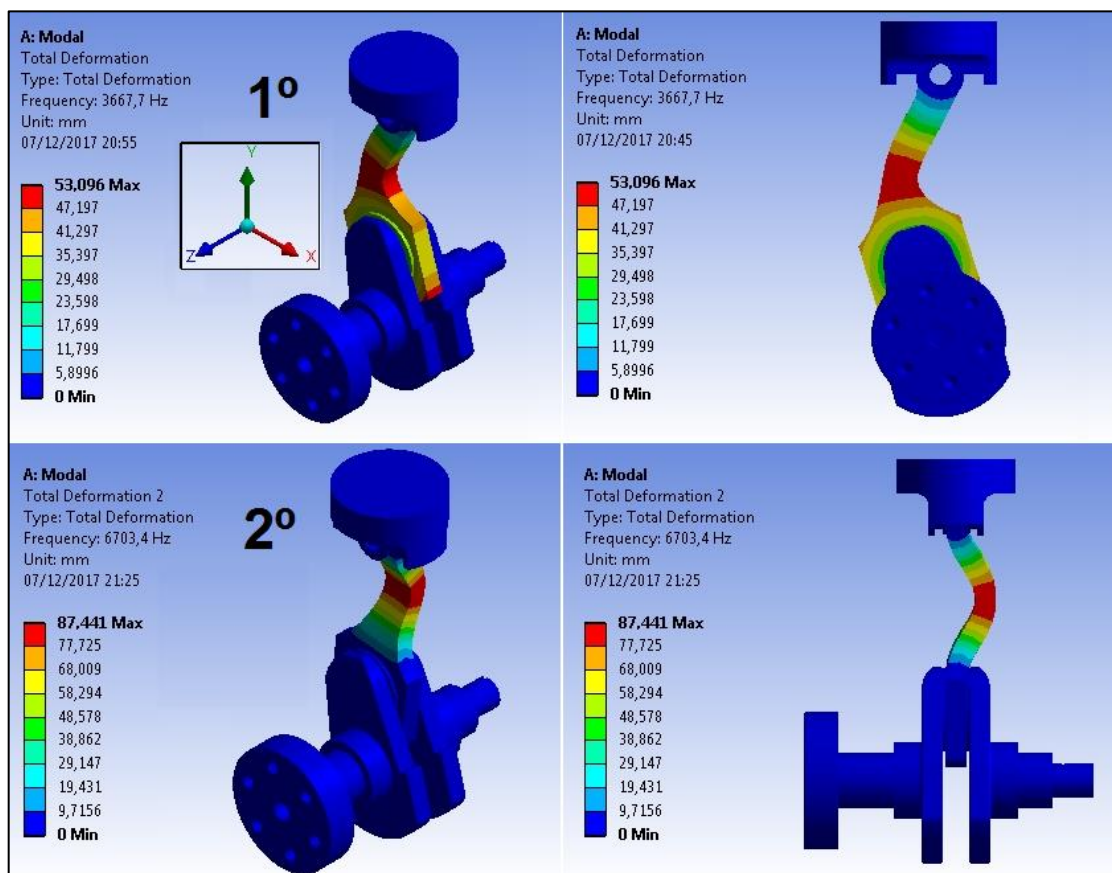 A: Modal
Total Deformation
Type: Total Deformation
Frequency: 3667,7 Hz
Unit: mm
07/12/2017 20:55
1º
Y
Z
X
53,096 Max
47,197
41,297
35,397
29,498
23,598
17,699
11,799
5,8996
0 Min
A: Modal
Total Deformation
Type: Total Deformation
Frequency: 3667,7 Hz
Unit: mm
07/12/2017 20:45
53,096 Max
47,197
41,297
35,397
29,498
23,598
17,699
11,799
5,8996
0 Min
A: Modal
Total Deformation 2
Type: Total Deformation
Frequency: 6703,4 Hz
Unit: mm
07/12/2017 21:25
2º
87,441 Max
77,725
68,009
58,294
48,578
38,862
29,147
19,431
9,7156
0 Min
A: Modal
Total Deformation 2
Type: Total Deformation
Frequency: 6703,4 Hz
Unit: mm
07/12/2017 21:25
87,441 Max
77,725
68,009
58,294
48,578
38,862
29,147
19,431
9,7156
0 Min